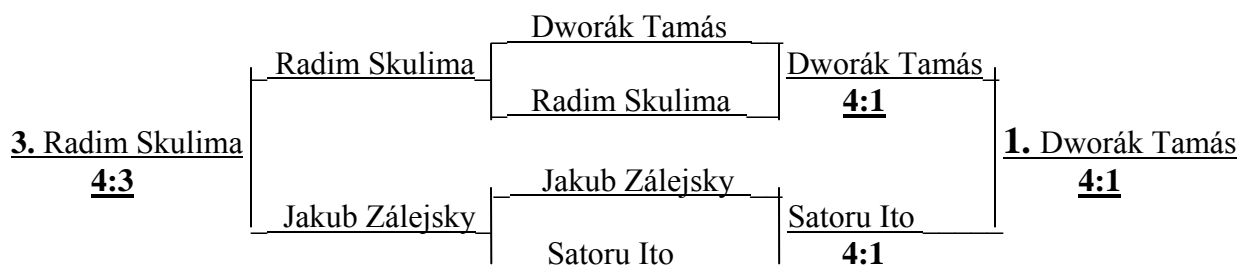 Dworák Tamás
Radim Skulima
Dworák Tamás
Radim Skulima
4:1
3. Radim Skulima
1. Dworák Tamás
4:3
4:1
Jakub Zálejsky
Jakub Zálejsky
Satoru Ito
Satoru Ito
4:1